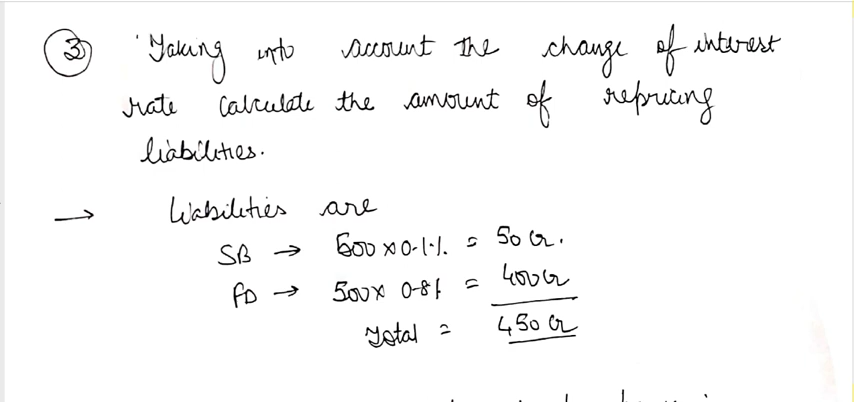 ③ 'Taking into account the change of interest
rate calculate the amount of repricing
liabilities.
→ Liabilities are
SB → 500 x 0.1% = 50 Cr.
FD → 500x 0.8% = 400 Cr
Total = 450 Cr